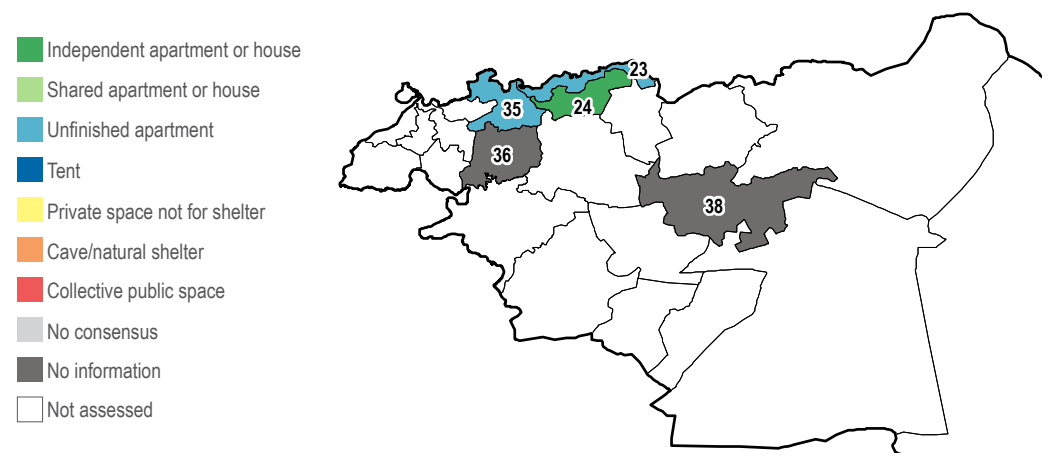 Independent apartment or house
Shared apartment or house
Unfinished apartment
Tent
Private space not for shelter
Cave/natural shelter
Collective public space
No consensus
No information
Not assessed
23
35
24
36
38